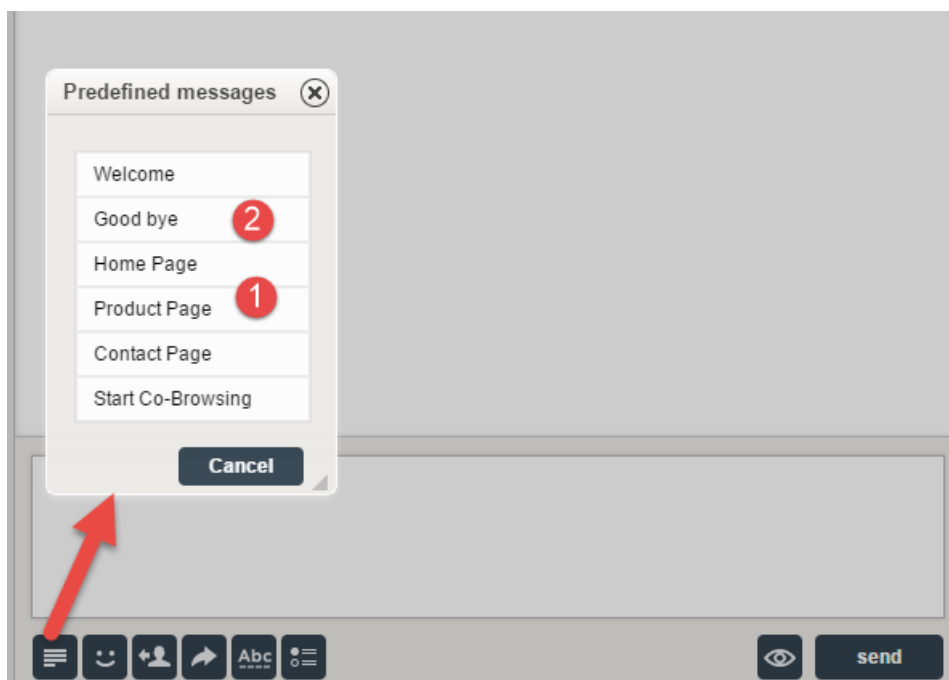 Predefined messages
Welcome
Good bye
2
Home Page
1
Product Page
Contact Page
Start Co-Browsing
Cancel
Abc
send